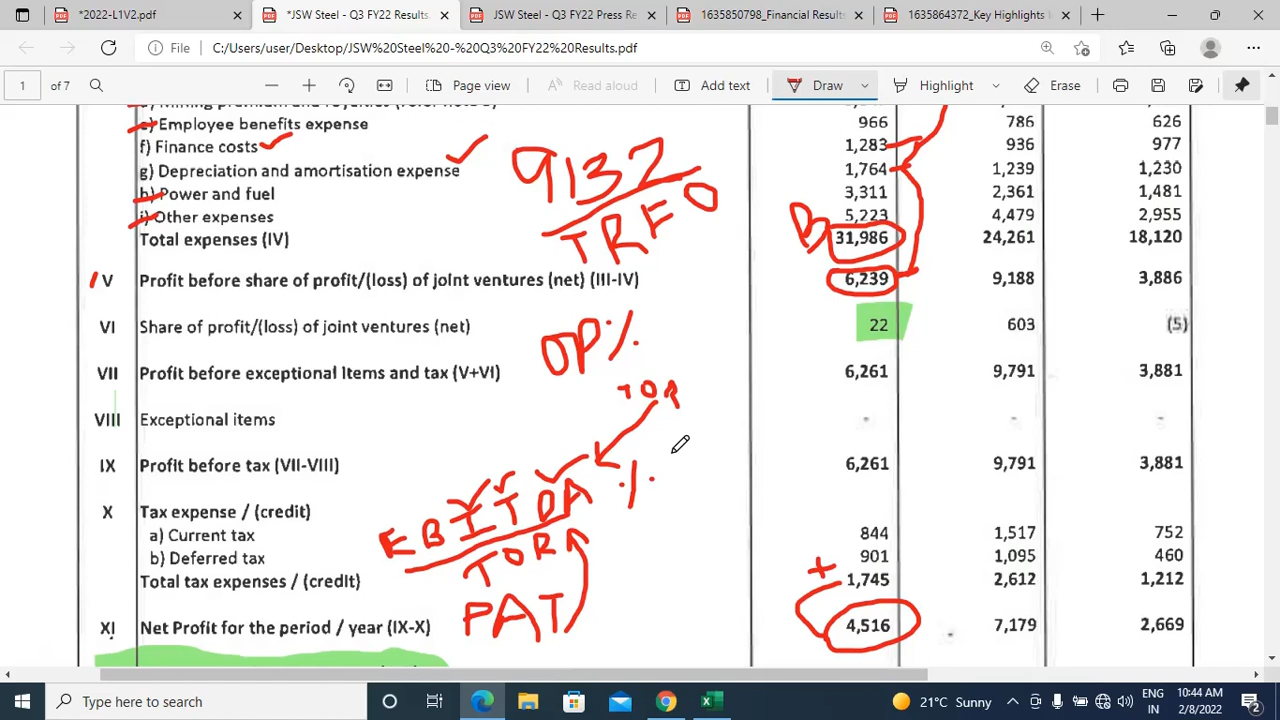 *2022-L1V2.pdf
*JSW Steel - Q3 FY22 Results.
JSW Steel - Q3 FY22 Press Re
1635850798_Financial Results
1635864312_Key Highlights
File C:/Users/user/Desktop/JSW%20Steel%20-%20Q3%20FY22%20Results.pdf
1 of 7 Page view Read aloud Add text Draw Highlight Erase
e) Employee benefits expense 966 786 626
f) Finance costs 1,283 936 977
g) Depreciation and amortisation expense 1,764 1,239 1,230
h) Power and fuel 3,311 2,361 1,481
i) Other expenses 5,223 4,479 2,955
Total expenses (IV) 31,986 24,261 18,120
9132
TRFO
B
V Profit before share of profit/(loss) of joint ventures (net) (III-IV) 6,239 9,188 3,886
VI Share of profit/(loss) of joint ventures (net) 22 603 (5)
OP%
VII Profit before exceptional items and tax (V+VI) 6,261 9,791 3,881
TOR
VIII Exceptional items - - -
IX Profit before tax (VII-VIII) 6,261 9,791 3,881
EBITDA %
TOR
PAT
X Tax expense / (credit)
a) Current tax 844 1,517 752
b) Deferred tax 901 1,095 460
Total tax expenses / (credit) + 1,745 2,612 1,212
XI Net Profit for the period / year (IX-X) 4,516 7,179 2,669
Type here to search
21°C Sunny
ENG
IN
10:44 AM
2/8/2022
2